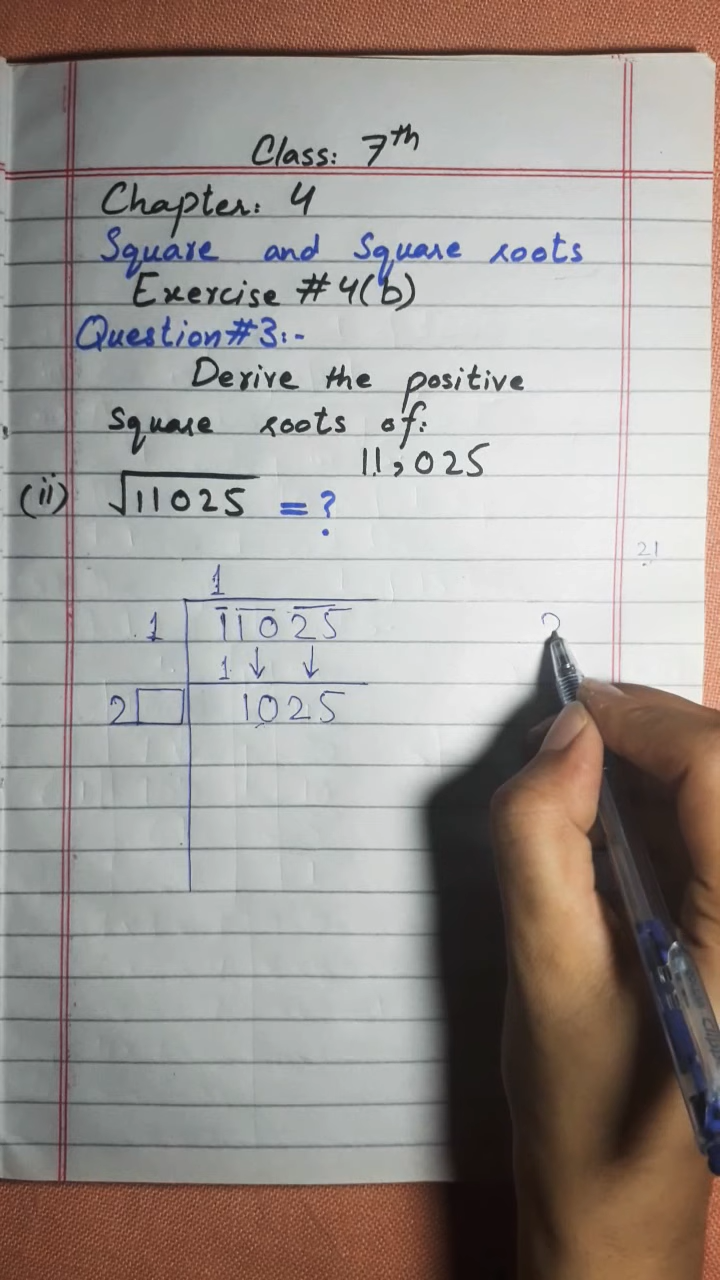 Class: 7th
Chapter: 4
Square and Square roots
Exercise # 4(b)
Question#3:-
Derive the positive
square roots of:
11,025
(ii) √11025 = ?
21
1
1 11025
1 ↓ ↓
2□ 1025
2